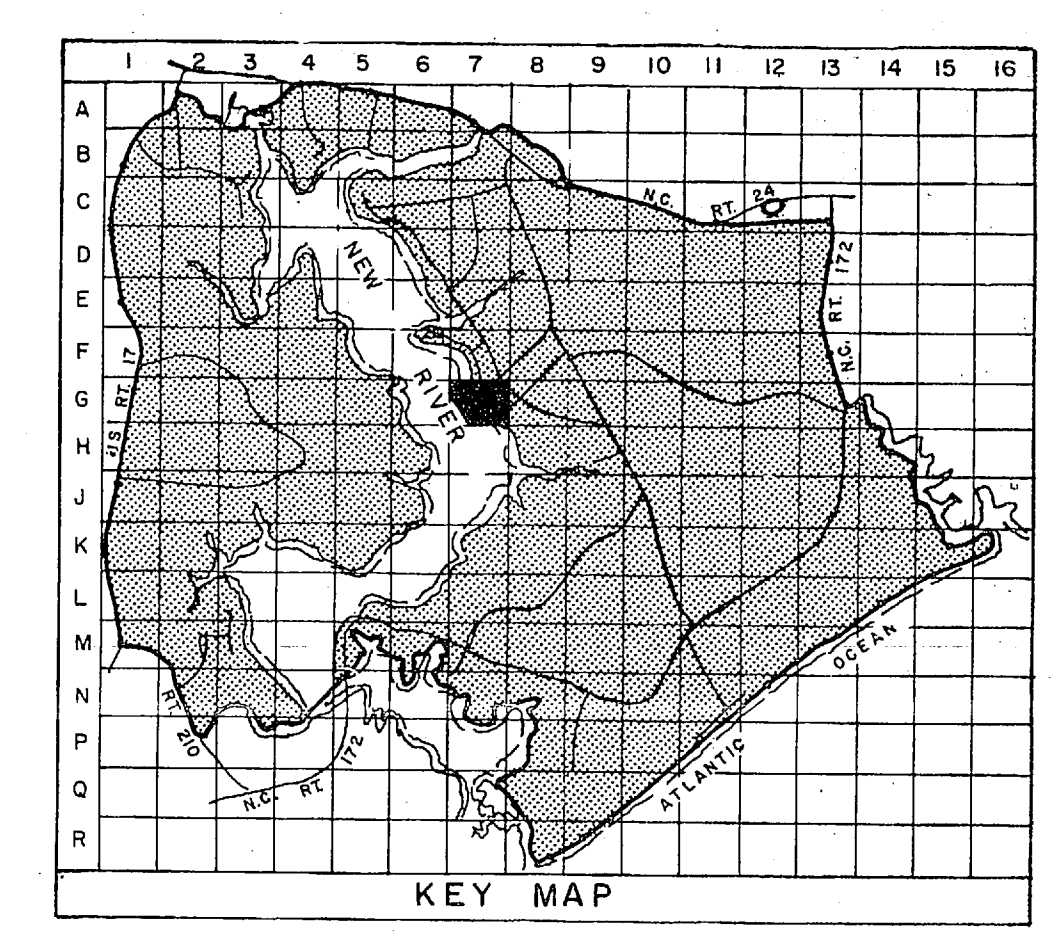 1 2 3 4 5 6 7 8 9 10 11 12 13 14 15 16
A
B
C
D
E
F
G
H
J
K
L
M
N
P
Q
R
N.C. RT. 24
N.C. RT. 172
NEW RIVER
US RT. 17
RT. 210
N.C. RT. 172
ATLANTIC OCEAN
KEY MAP